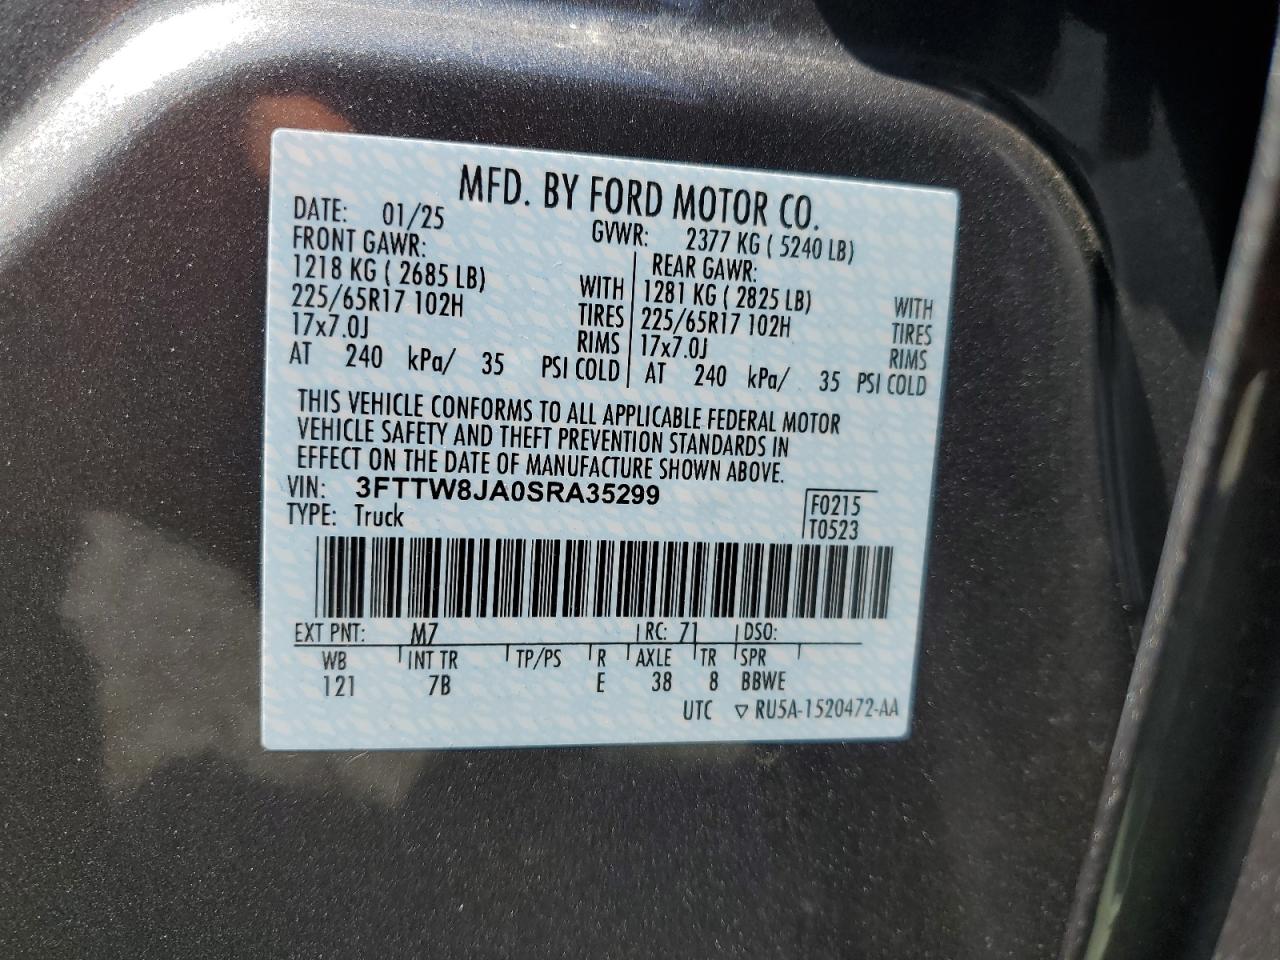 MFD. BY FORD MOTOR CO.
DATE: 01/25 GVWR: 2377 KG ( 5240 LB)
FRONT GAWR: REAR GAWR:
1218 KG ( 2685 LB) WITH 1281 KG ( 2825 LB) WITH
225/65R17 102H TIRES 225/65R17 102H TIRES
17x7.0J RIMS 17x7.0J RIMS
AT 240 kPa/ 35 PSI COLD AT 240 kPa/ 35 PSI COLD
THIS VEHICLE CONFORMS TO ALL APPLICABLE FEDERAL MOTOR
VEHICLE SAFETY AND THEFT PREVENTION STANDARDS IN
EFFECT ON THE DATE OF MANUFACTURE SHOWN ABOVE.
VIN: 3FTTW8JA0SRA35299 F0215
TYPE: Truck T0523
EXT PNT: M7 RC: 71 DSO:
WB INT TR TP/PS R AXLE TR SPR
121 7B E 38 8 BBWE
UTC ▽ RU5A-1520472-AA